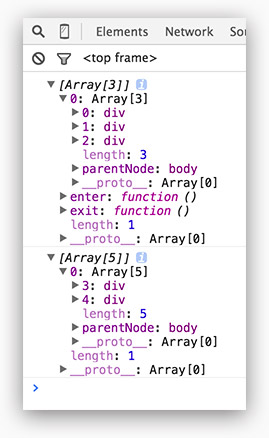 Elements Network So
<top frame>
[Array[3]] i
0: Array[3]
0: div
1: div
2: div
length: 3
parentNode: body
__proto__: Array[0]
enter: function ()
exit: function ()
length: 1
__proto__: Array[0]
[Array[5]] i
0: Array[5]
3: div
4: div
length: 5
parentNode: body
__proto__: Array[0]
length: 1
__proto__: Array[0]
>